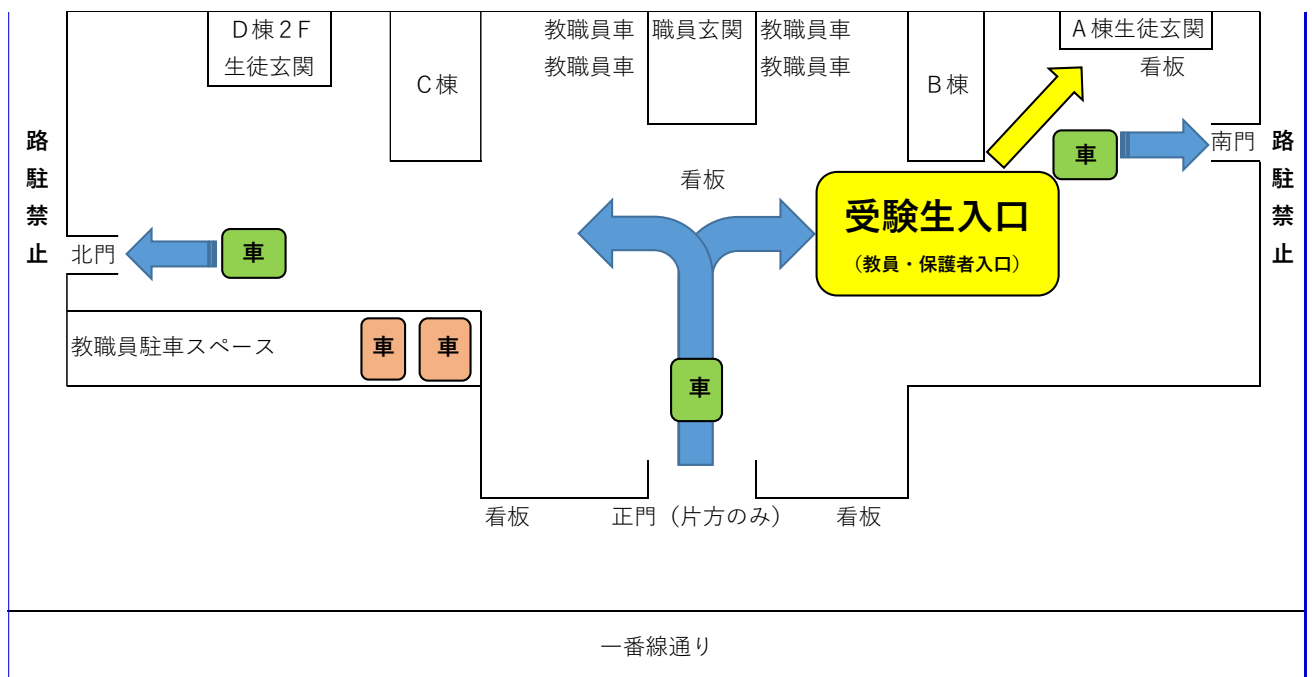 Ｄ棟２Ｆ
生徒玄関
Ｃ棟
教職員車
教職員車
職員玄関
教職員車
教職員車
Ｂ棟
Ａ棟生徒玄関
看板
路駐禁止
車
南門
路駐禁止
看板
受験生入口
（教員・保護者入口）
北門
車
教職員駐車スペース
車
車
車
看板
正門（片方のみ）
看板
一番線通り